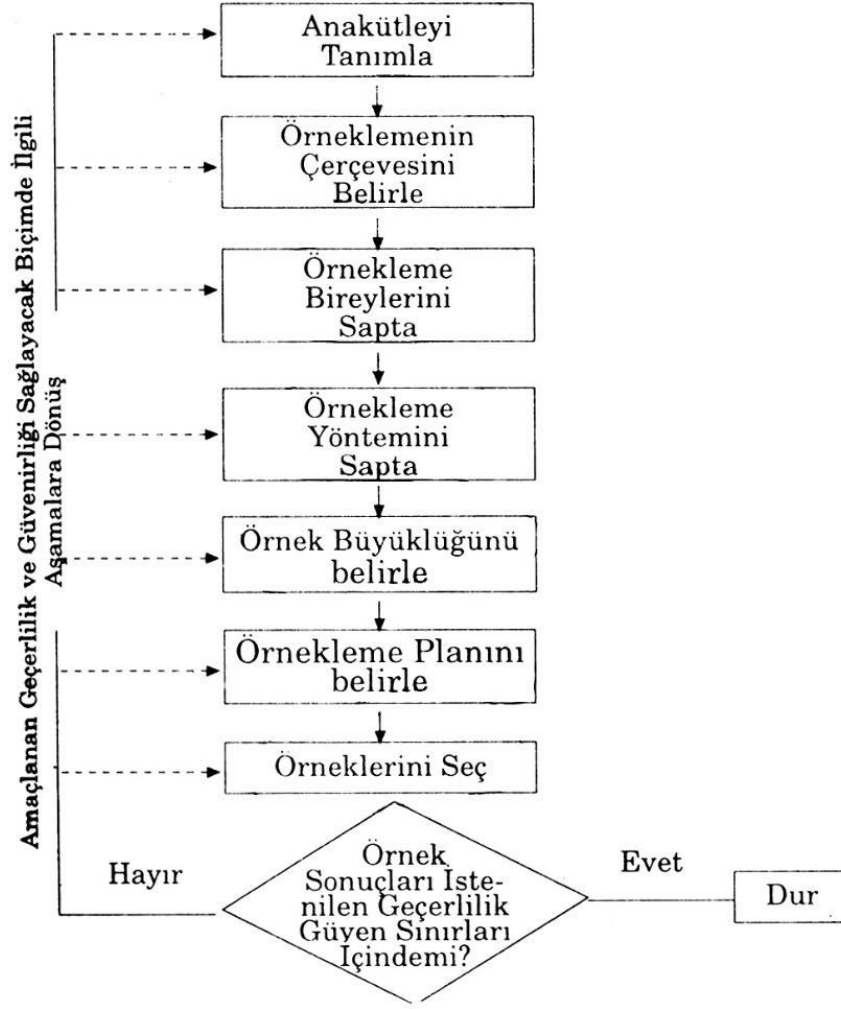 Anakütleyi
Tanımla
Örneklemenin
Çerçevesini
Belirle
Örnekleme
Bireylerini
Sapta
Örnekleme
Yöntemini
Sapta
Örnek Büyüklüğünü
belirle
Örnekleme Planını
belirle
Örneklerini Seç
Örnek
Sonuçları İste-
nilen Geçerlilik
Güven Sınırları
İçindemi?
Hayır
Evet
Dur
Amaçlanan Geçerlilik ve Güvenirliği Sağlayacak Biçimde İlgili
Aşamalara Dönüş